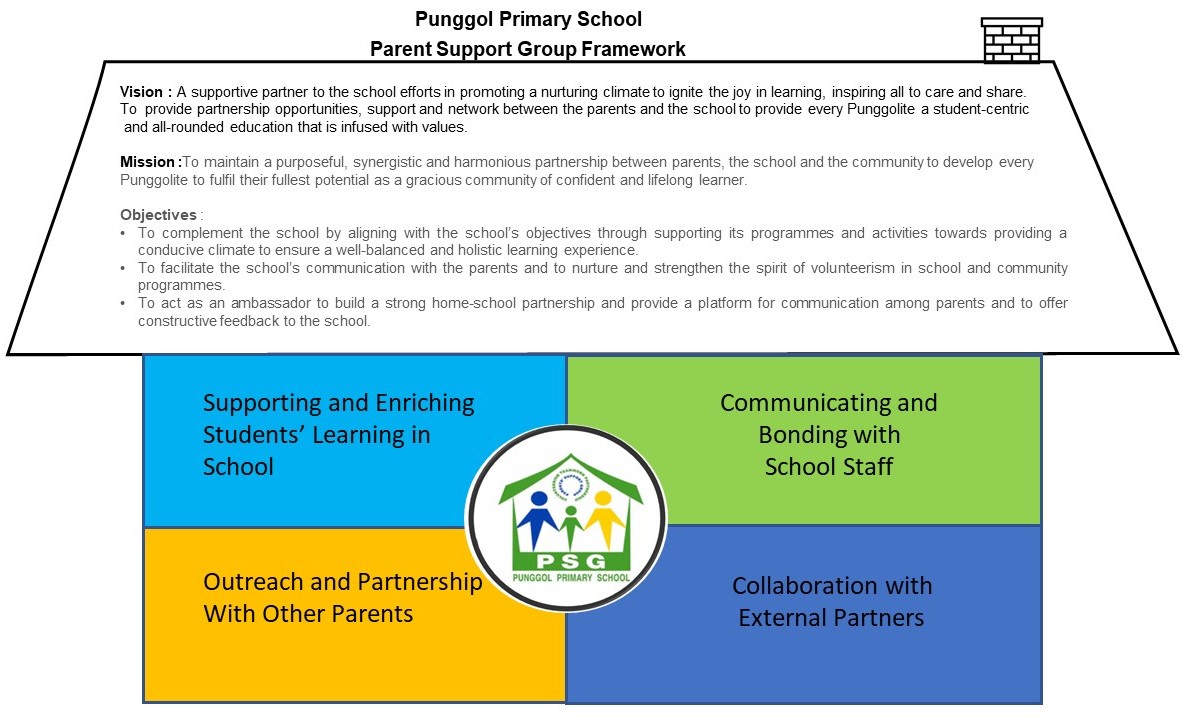 Punggol Primary School
Parent Support Group Framework
Vision : A supportive partner to the school efforts in promoting a nurturing climate to ignite the joy in learning, inspiring all to care and share.
To provide partnership opportunities, support and network between the parents and the school to provide every Punggolite a student-centric
and all-rounded education that is infused with values.
Mission :To maintain a purposeful, synergistic and harmonious partnership between parents, the school and the community to develop every
Punggolite to fulfil their fullest potential as a gracious community of confident and lifelong learner.
Objectives :
• To complement the school by aligning with the school's objectives through supporting its programmes and activities towards providing a
conducive climate to ensure a well-balanced and holistic learning experience.
• To facilitate the school's communication with the parents and to nurture and strengthen the spirit of volunteerism in school and community
programmes.
• To act as an ambassador to build a strong home-school partnership and provide a platform for communication among parents and to offer
constructive feedback to the school.
Supporting and Enriching
Students' Learning in
School
Communicating and
Bonding with
School Staff
PSG
PUNGGOL PRIMARY SCHOOL
Outreach and Partnership
With Other Parents
Collaboration with
External Partners